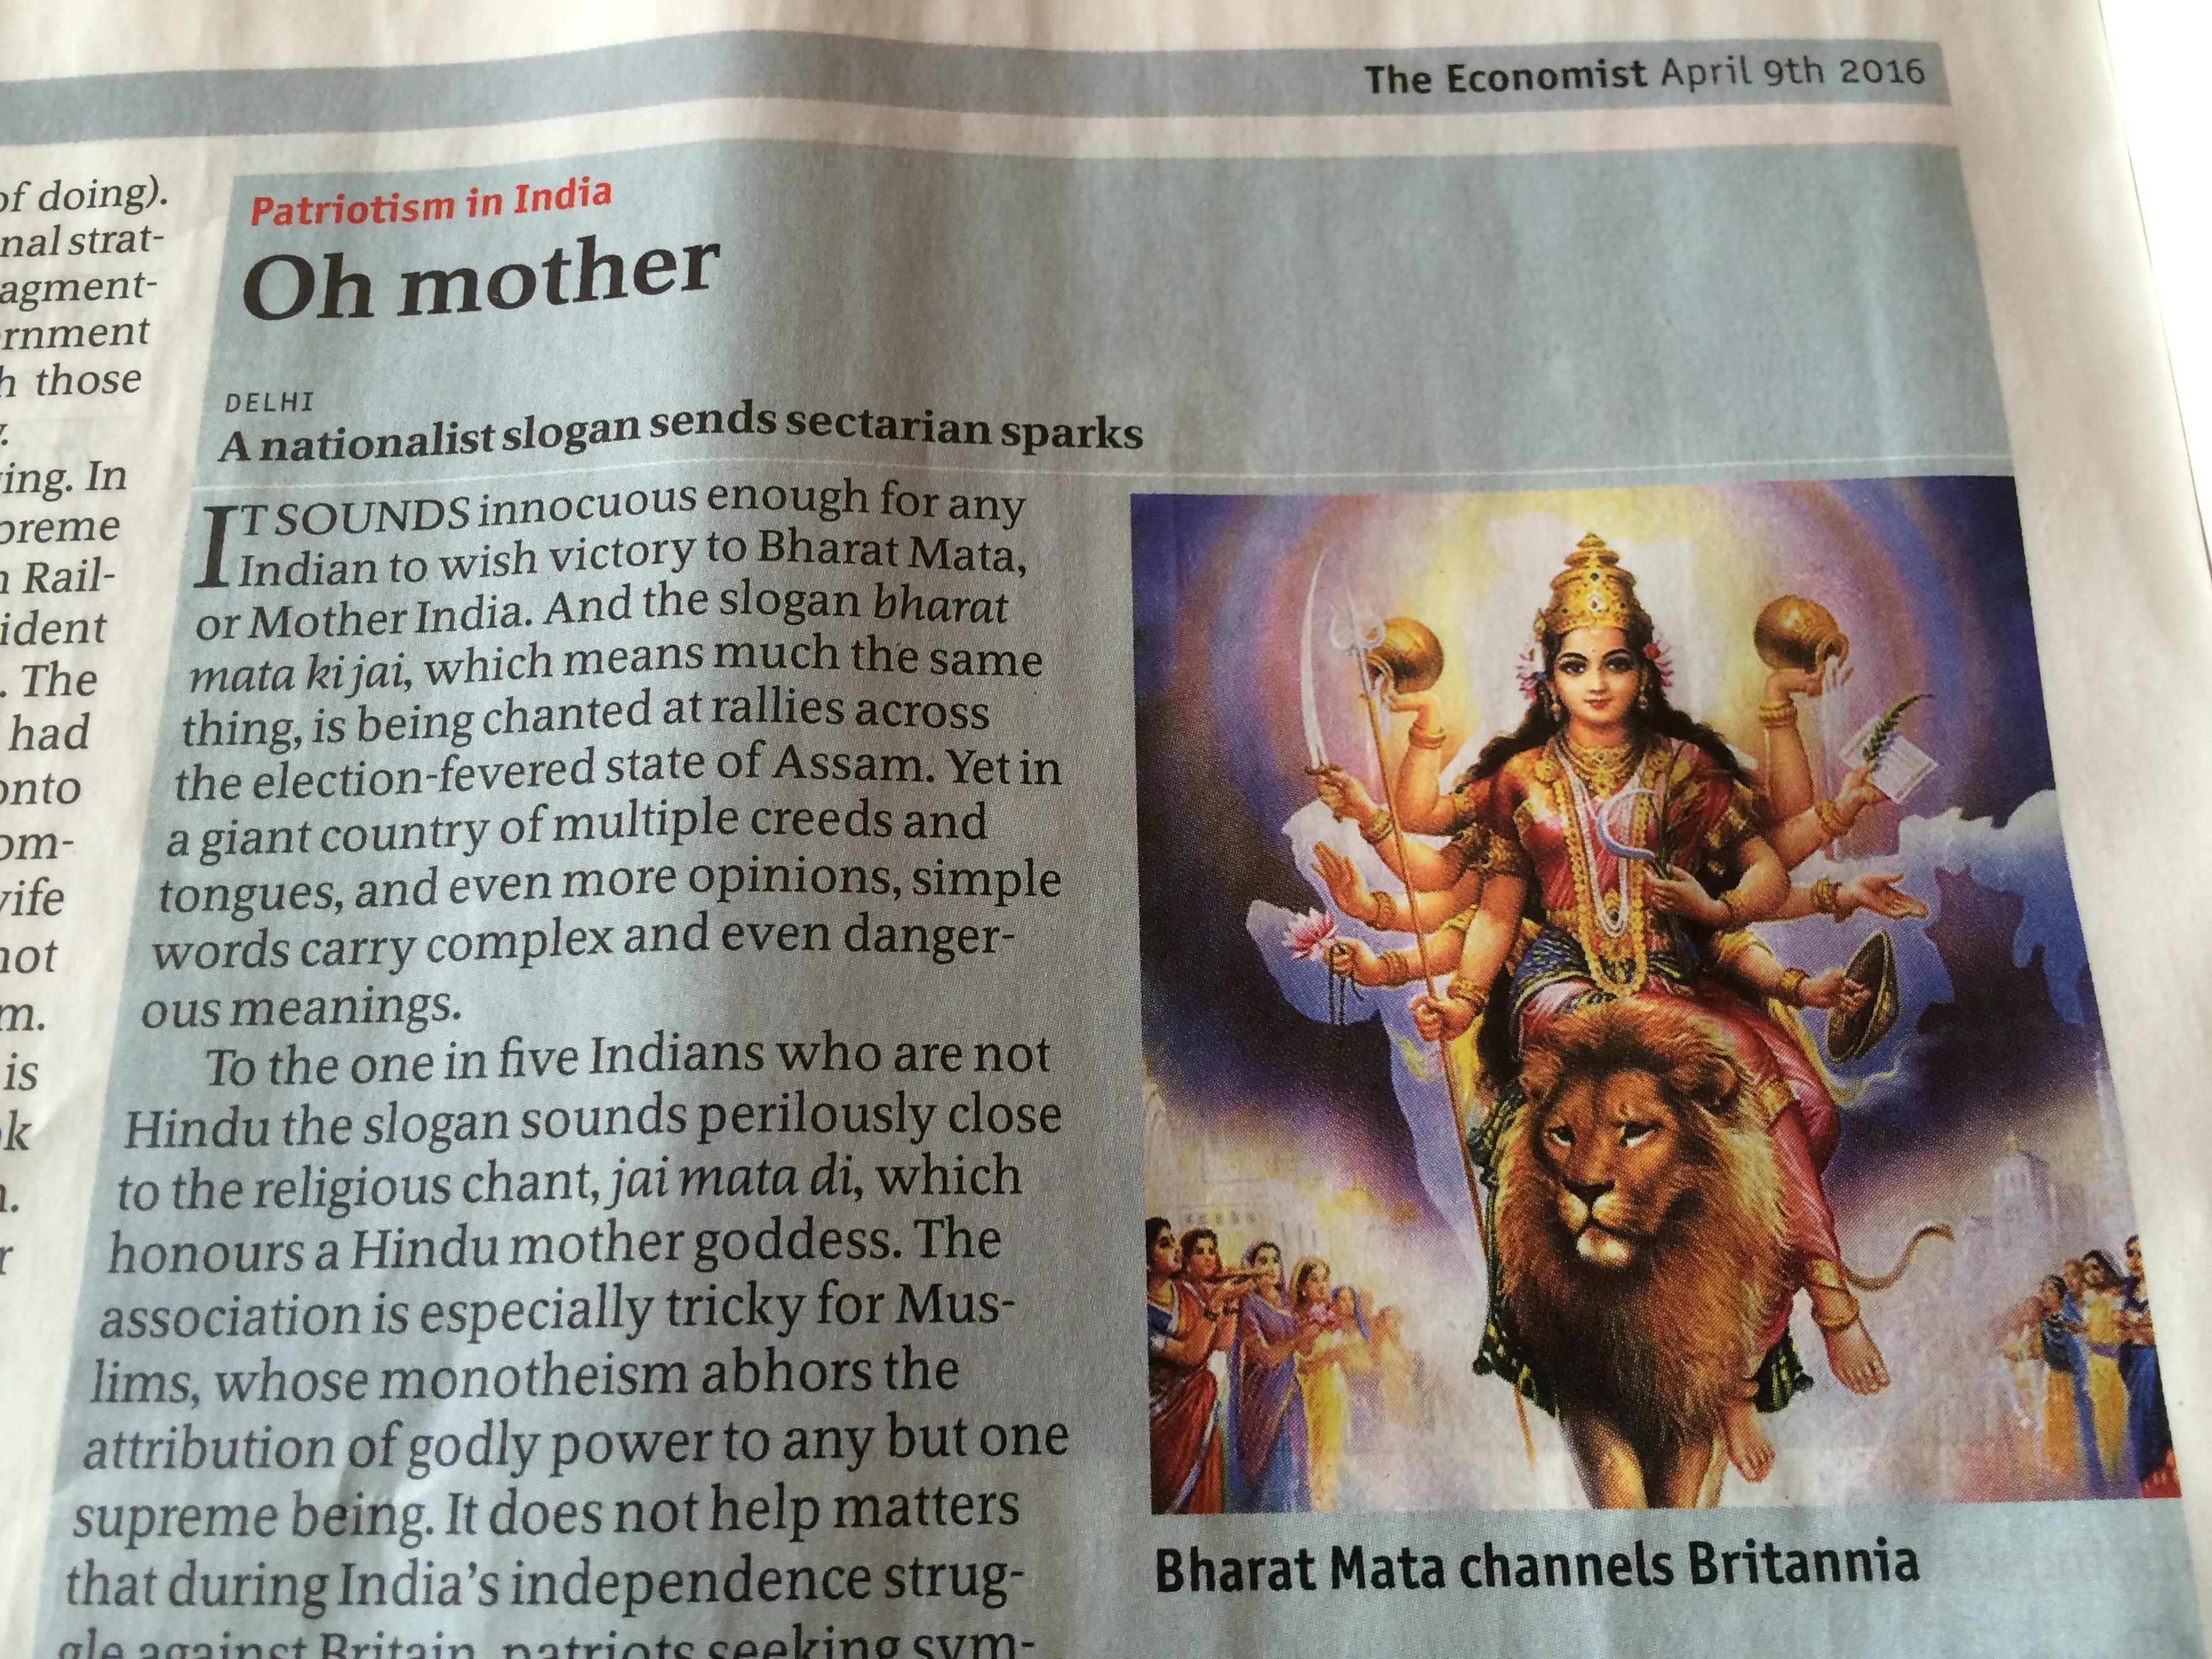 The Economist April 9th 2016
of doing).
nal strat-
agment-
rnment
h those
ing. In
preme
n Rail-
ident
. The
had
onto
om-
wife
not
m.
is
k
r
Patriotism in India
Oh mother
DELHI
A nationalist slogan sends sectarian sparks
IT SOUNDS innocuous enough for any
Indian to wish victory to Bharat Mata,
or Mother India. And the slogan bharat
mata ki jai, which means much the same
thing, is being chanted at rallies across
the election-fevered state of Assam. Yet in
a giant country of multiple creeds and
tongues, and even more opinions, simple
words carry complex and even danger-
ous meanings.
To the one in five Indians who are not
Hindu the slogan sounds perilously close
to the religious chant, jai mata di, which
honours a Hindu mother goddess. The
association is especially tricky for Mus-
lims, whose monotheism abhors the
attribution of godly power to any but one
supreme being. It does not help matters
that during India's independence strug-
gle against Britain, patriots seeking sym-
Bharat Mata channels Britannia